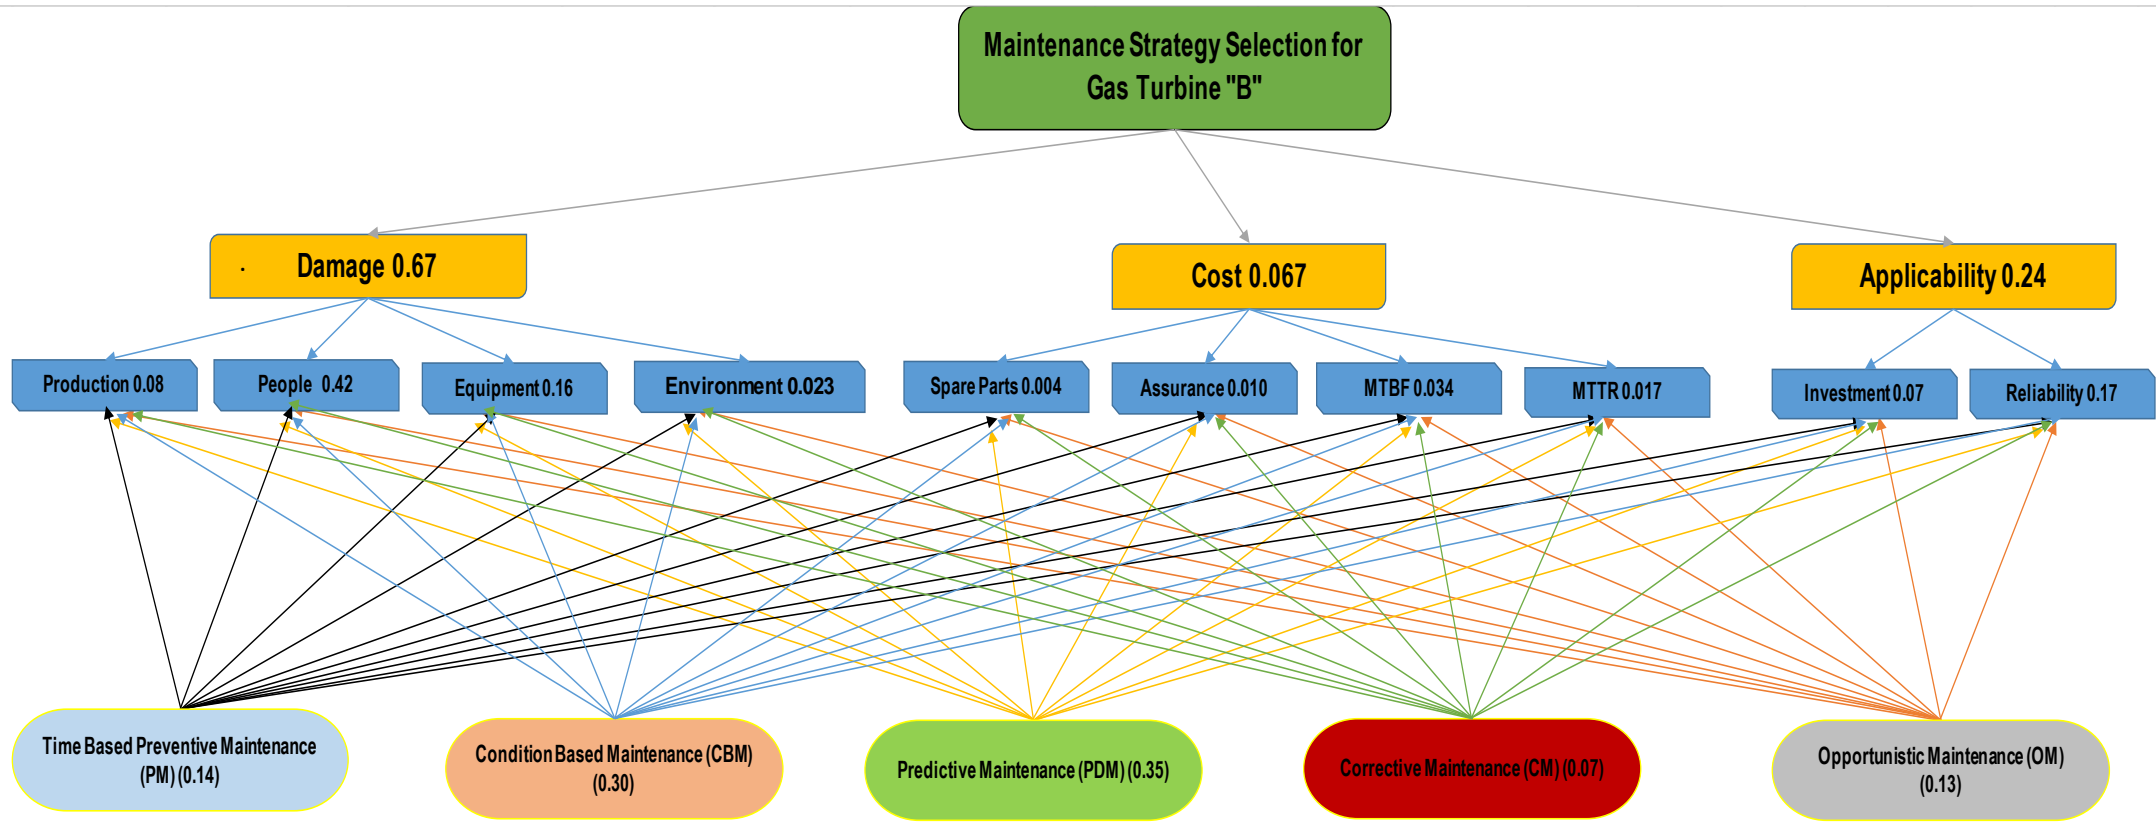 Maintenance Strategy Selection for
Gas Turbine "B"
. Damage 0.67
Cost 0.067
Applicability 0.24
Production 0.08
People 0.42
Equipment 0.16
Environment 0.023
Spare Parts 0.004
Assurance 0.010
MTBF 0.034
MTTR 0.017
Investment 0.07
Reliability 0.17
Time Based Preventive Maintenance
(PM) (0.14)
Condition Based Maintenance (CBM)
(0.30)
Predictive Maintenance (PDM) (0.35)
Corrective Maintenance (CM) (0.07)
Opportunistic Maintenance (OM)
(0.13)